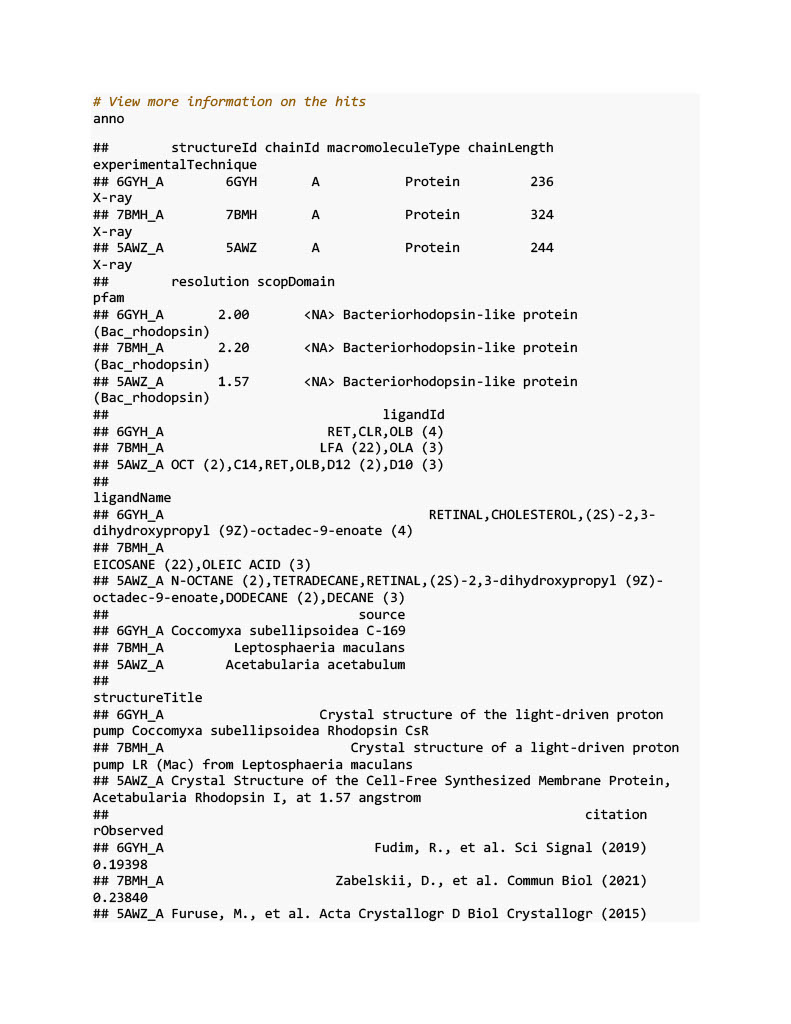 # View more information on the hits
anno
##        structureId chainId macromoleculeType chainLength
experimentalTechnique
## 6GYH_A        6GYH       A           Protein         236
X-ray
## 7BMH_A        7BMH       A           Protein         324
X-ray
## 5AWZ_A        5AWZ       A           Protein         244
X-ray
##        resolution scopDomain
pfam
## 6GYH_A       2.00       <NA> Bacteriorhodopsin-like protein
(Bac_rhodopsin)
## 7BMH_A       2.20       <NA> Bacteriorhodopsin-like protein
(Bac_rhodopsin)
## 5AWZ_A       1.57       <NA> Bacteriorhodopsin-like protein
(Bac_rhodopsin)
##                                   ligandId
## 6GYH_A                     RET,CLR,OLB (4)
## 7BMH_A                    LFA (22),OLA (3)
## 5AWZ_A OCT (2),C14,RET,OLB,D12 (2),D10 (3)
##
ligandName
## 6GYH_A                                  RETINAL,CHOLESTEROL,(2S)-2,3-
dihydroxypropyl (9Z)-octadec-9-enoate (4)
## 7BMH_A
EICOSANE (22),OLEIC ACID (3)
## 5AWZ_A N-OCTANE (2),TETRADECANE,RETINAL,(2S)-2,3-dihydroxypropyl (9Z)-
octadec-9-enoate,DODECANE (2),DECANE (3)
##                                source
## 6GYH_A Coccomyxa subellipsoidea C-169
## 7BMH_A         Leptosphaeria maculans
## 5AWZ_A        Acetabularia acetabulum
##
structureTitle
## 6GYH_A                    Crystal structure of the light-driven proton
pump Coccomyxa subellipsoidea Rhodopsin CsR
## 7BMH_A                        Crystal structure of a light-driven proton
pump LR (Mac) from Leptosphaeria maculans
## 5AWZ_A Crystal Structure of the Cell-Free Synthesized Membrane Protein,
Acetabularia Rhodopsin I, at 1.57 angstrom
##                                                             citation
rObserved
## 6GYH_A                           Fudim, R., et al. Sci Signal (2019)
0.19398
## 7BMH_A                      Zabelskii, D., et al. Commun Biol (2021)
0.23840
## 5AWZ_A Furuse, M., et al. Acta Crystallogr D Biol Crystallogr (2015)